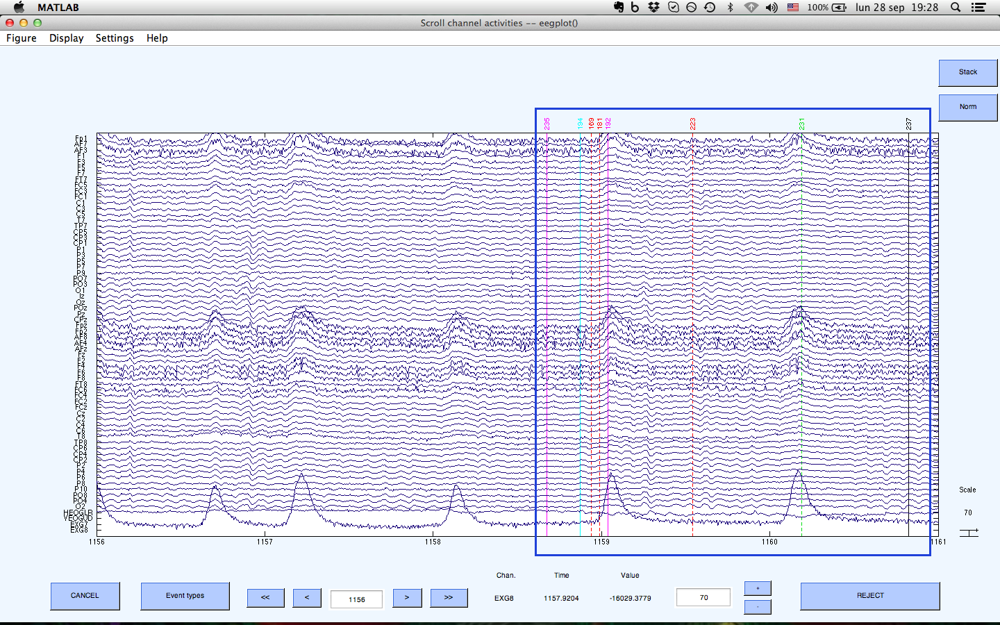 MATLAB
100%
lun 28 sep 19:28
Scroll channel activities -- eegplot()
Figure Display Settings Help
Stack
Norm
235 194 169 181 192 223 231 237
Fp1
AF7
AF3
F1
F3
F5
F7
FT7
FC5
FC3
FC1
C1
C3
C5
T7
TP7
CP5
CP3
CP1
P1
P3
P5
P7
P9
PO7
PO3
O1
Iz
Oz
POz
Pz
CPz
Fpz
Fp2
AF8
AF4
AFz
Fz
F2
F4
F6
F8
FT8
FC6
FC4
FC2
FCz
Cz
C2
C4
C6
T8
TP8
CP6
CP4
CP2
P2
P4
P6
P8
P10
PO8
PO4
O2
HEOGLR
VEOGUD
EXG7
EXG8
1156 1157 1158 1159 1160 1161
Scale
70
Chan. Time Value
CANCEL
Event types
<< < 1156 > >>
EXG8 1157.9204 -16029.3779
70
+
-
REJECT